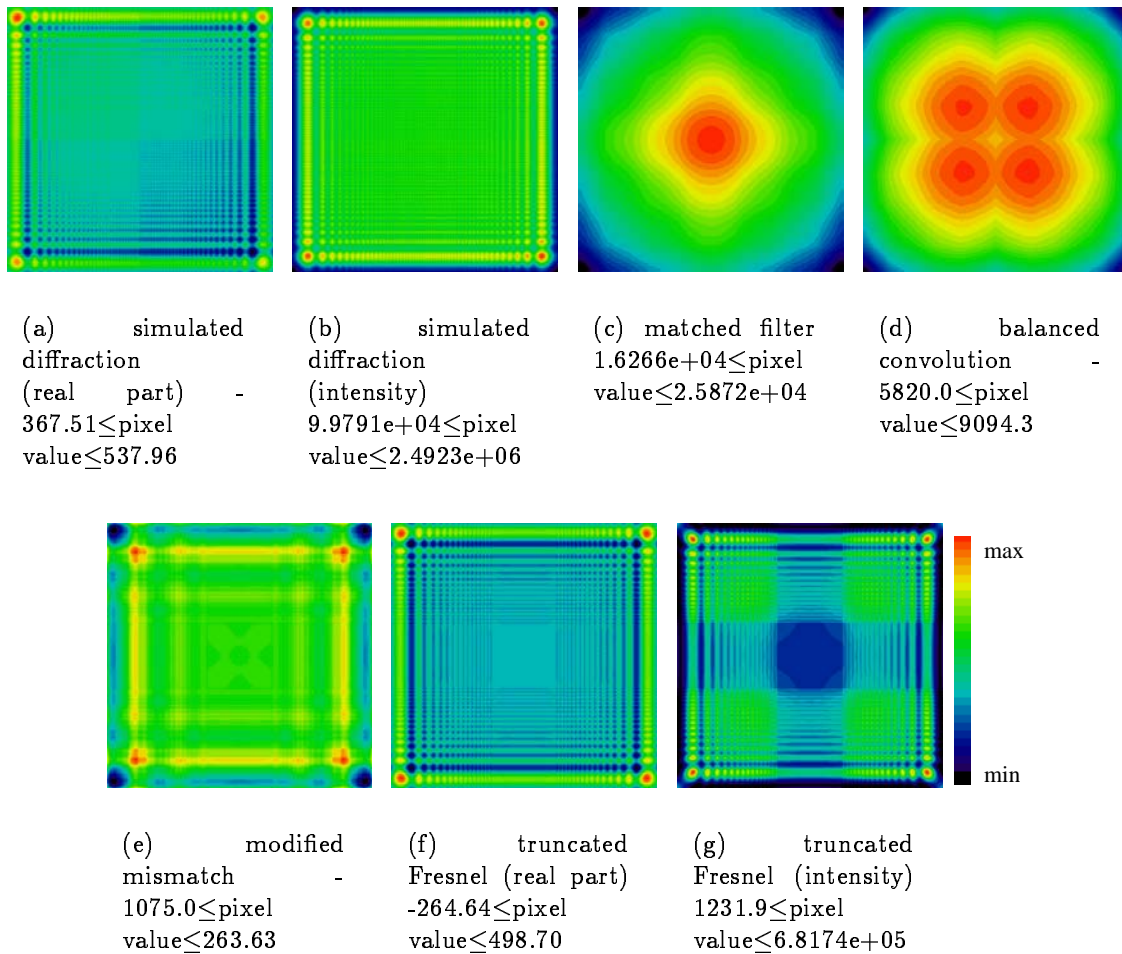 (a) simulated
diffraction
(real part) -
367.51≤pixel
value≤537.96
(b) simulated
diffraction
(intensity)
9.9791e+04≤pixel
value≤2.4923e+06
(c) matched filter
1.6266e+04≤pixel
value≤2.5872e+04
(d) balanced
convolution -
5820.0≤pixel
value≤9094.3
max
min
(e) modified
mismatch -
1075.0≤pixel
value≤263.63
(f) truncated
Fresnel (real part)
-264.64≤pixel
value≤498.70
(g) truncated
Fresnel (intensity)
1231.9≤pixel
value≤6.8174e+05